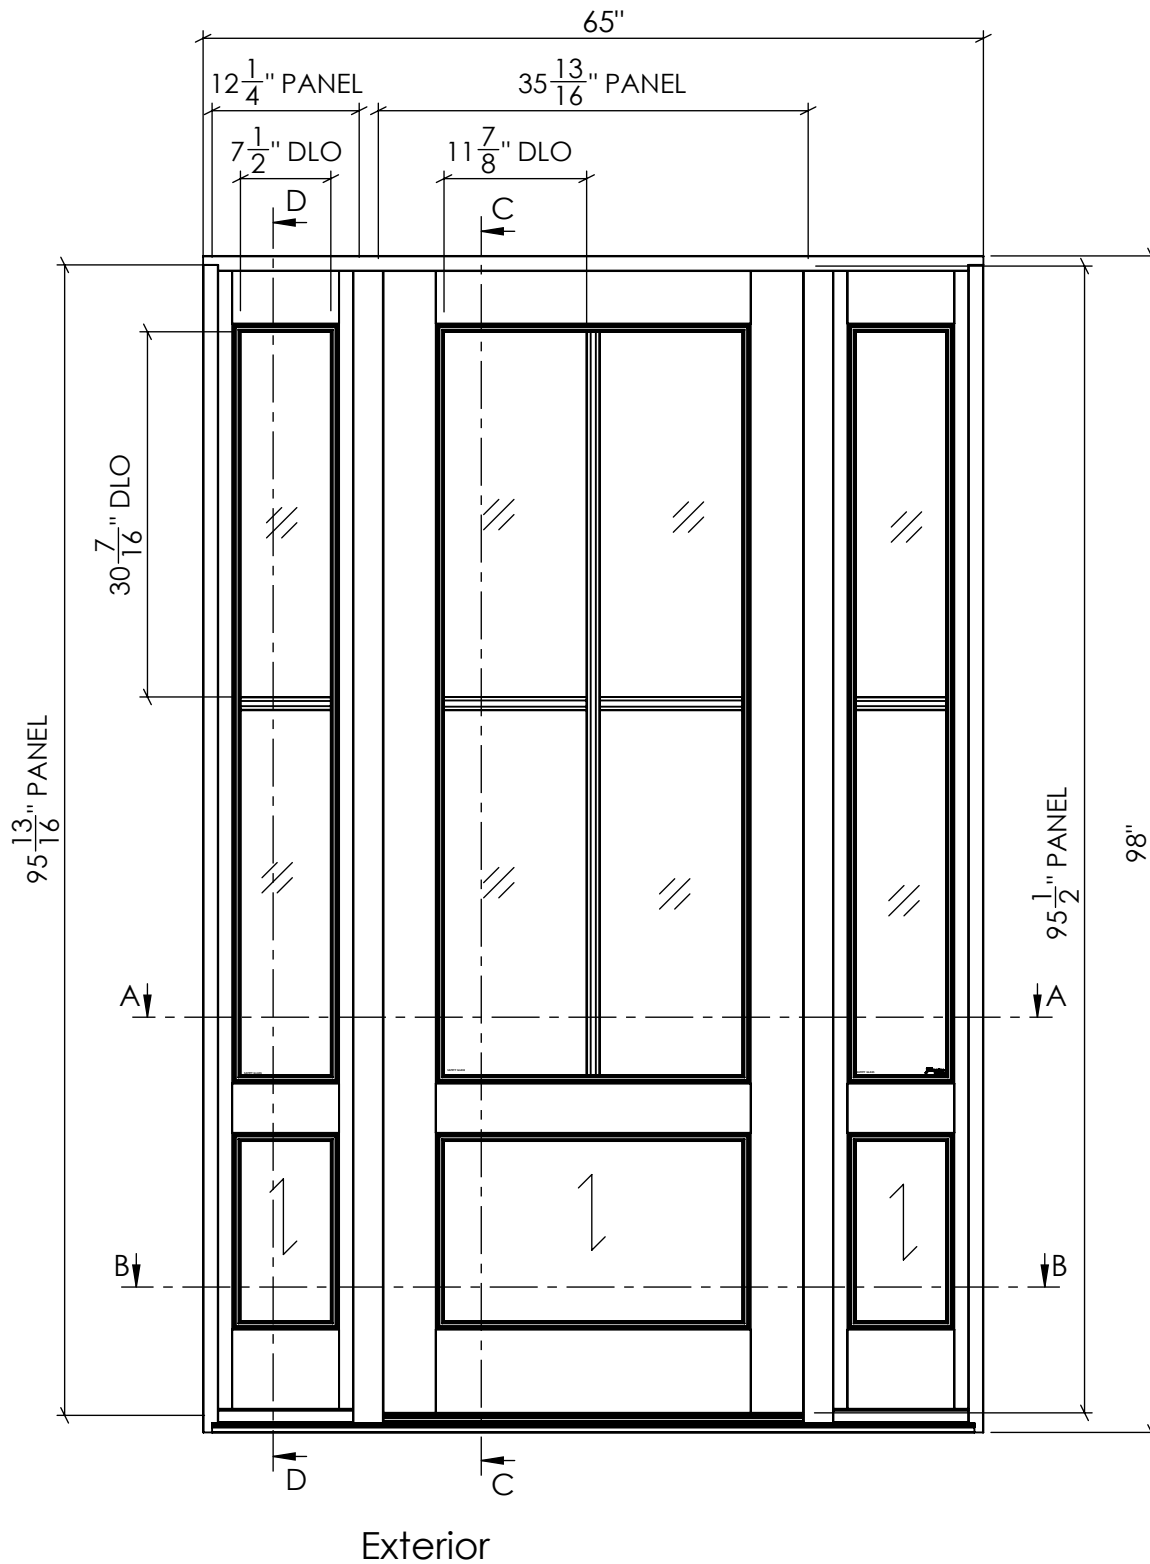 65"
12 1/4" PANEL
35 13/16" PANEL
7 1/2" DLO
11 7/8" DLO
D
C
30 7/16" DLO
95 13/16" PANEL
95 1/2" PANEL
98"
A
A
B
B
D
C
Exterior